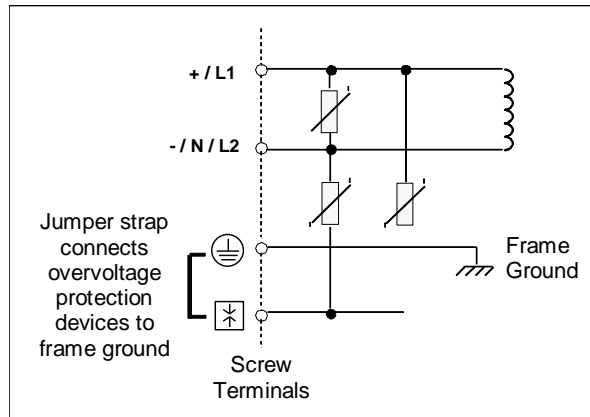 + / L1
- / N / L2
Jumper strap
connects
overvoltage
protection
devices to
frame ground
Frame
Ground
Screw
Terminals